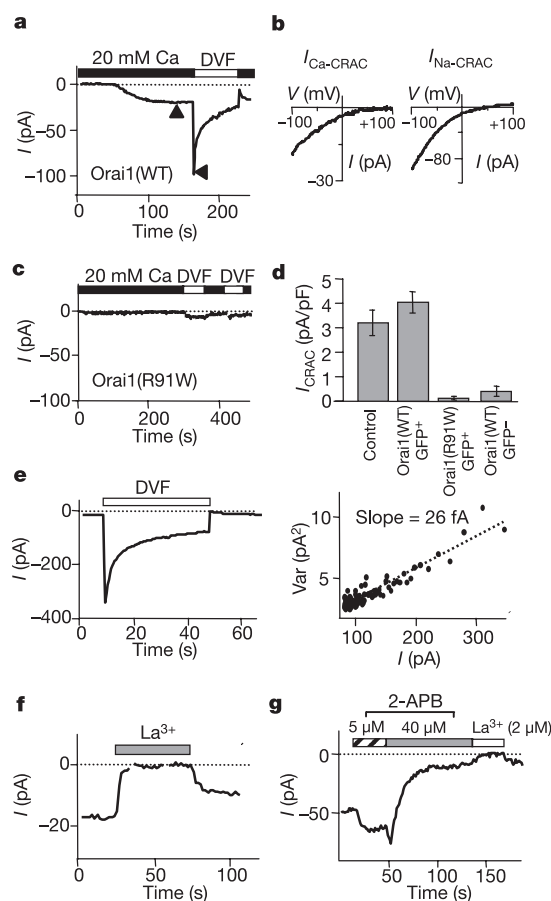 a
20 mM Ca DVF
0
−50
−100
I (pA)
Orai1(WT)
0 100 200
Time (s)
b
I Ca-CRAC I Na-CRAC
V (mV) V (mV)
−100 +100 −100 +100
I (pA) I (pA)
−30
−80
c
20 mM Ca DVF DVF
0
−50
−100
I (pA)
Orai1(R91W)
0 200 400
Time (s)
d
5
4
3
2
1
0
I CRAC (pA/pF)
Control
Orai1(WT)
GFP+
Orai1(R91W)
GFP+
Orai1(WT)
GFP−
e
DVF
0
−200
−400
I (pA)
0 20 40 60
Time (s)
Slope = 26 fA
10
5
Var (pA²)
100 200 300
I (pA)
f
La³⁺
0
−20
I (pA)
0 50 100
Time (s)
g
2-APB
5 µM 40 µM La³⁺ (2 µM)
0
−50
I (pA)
50 100 150
Time (s)